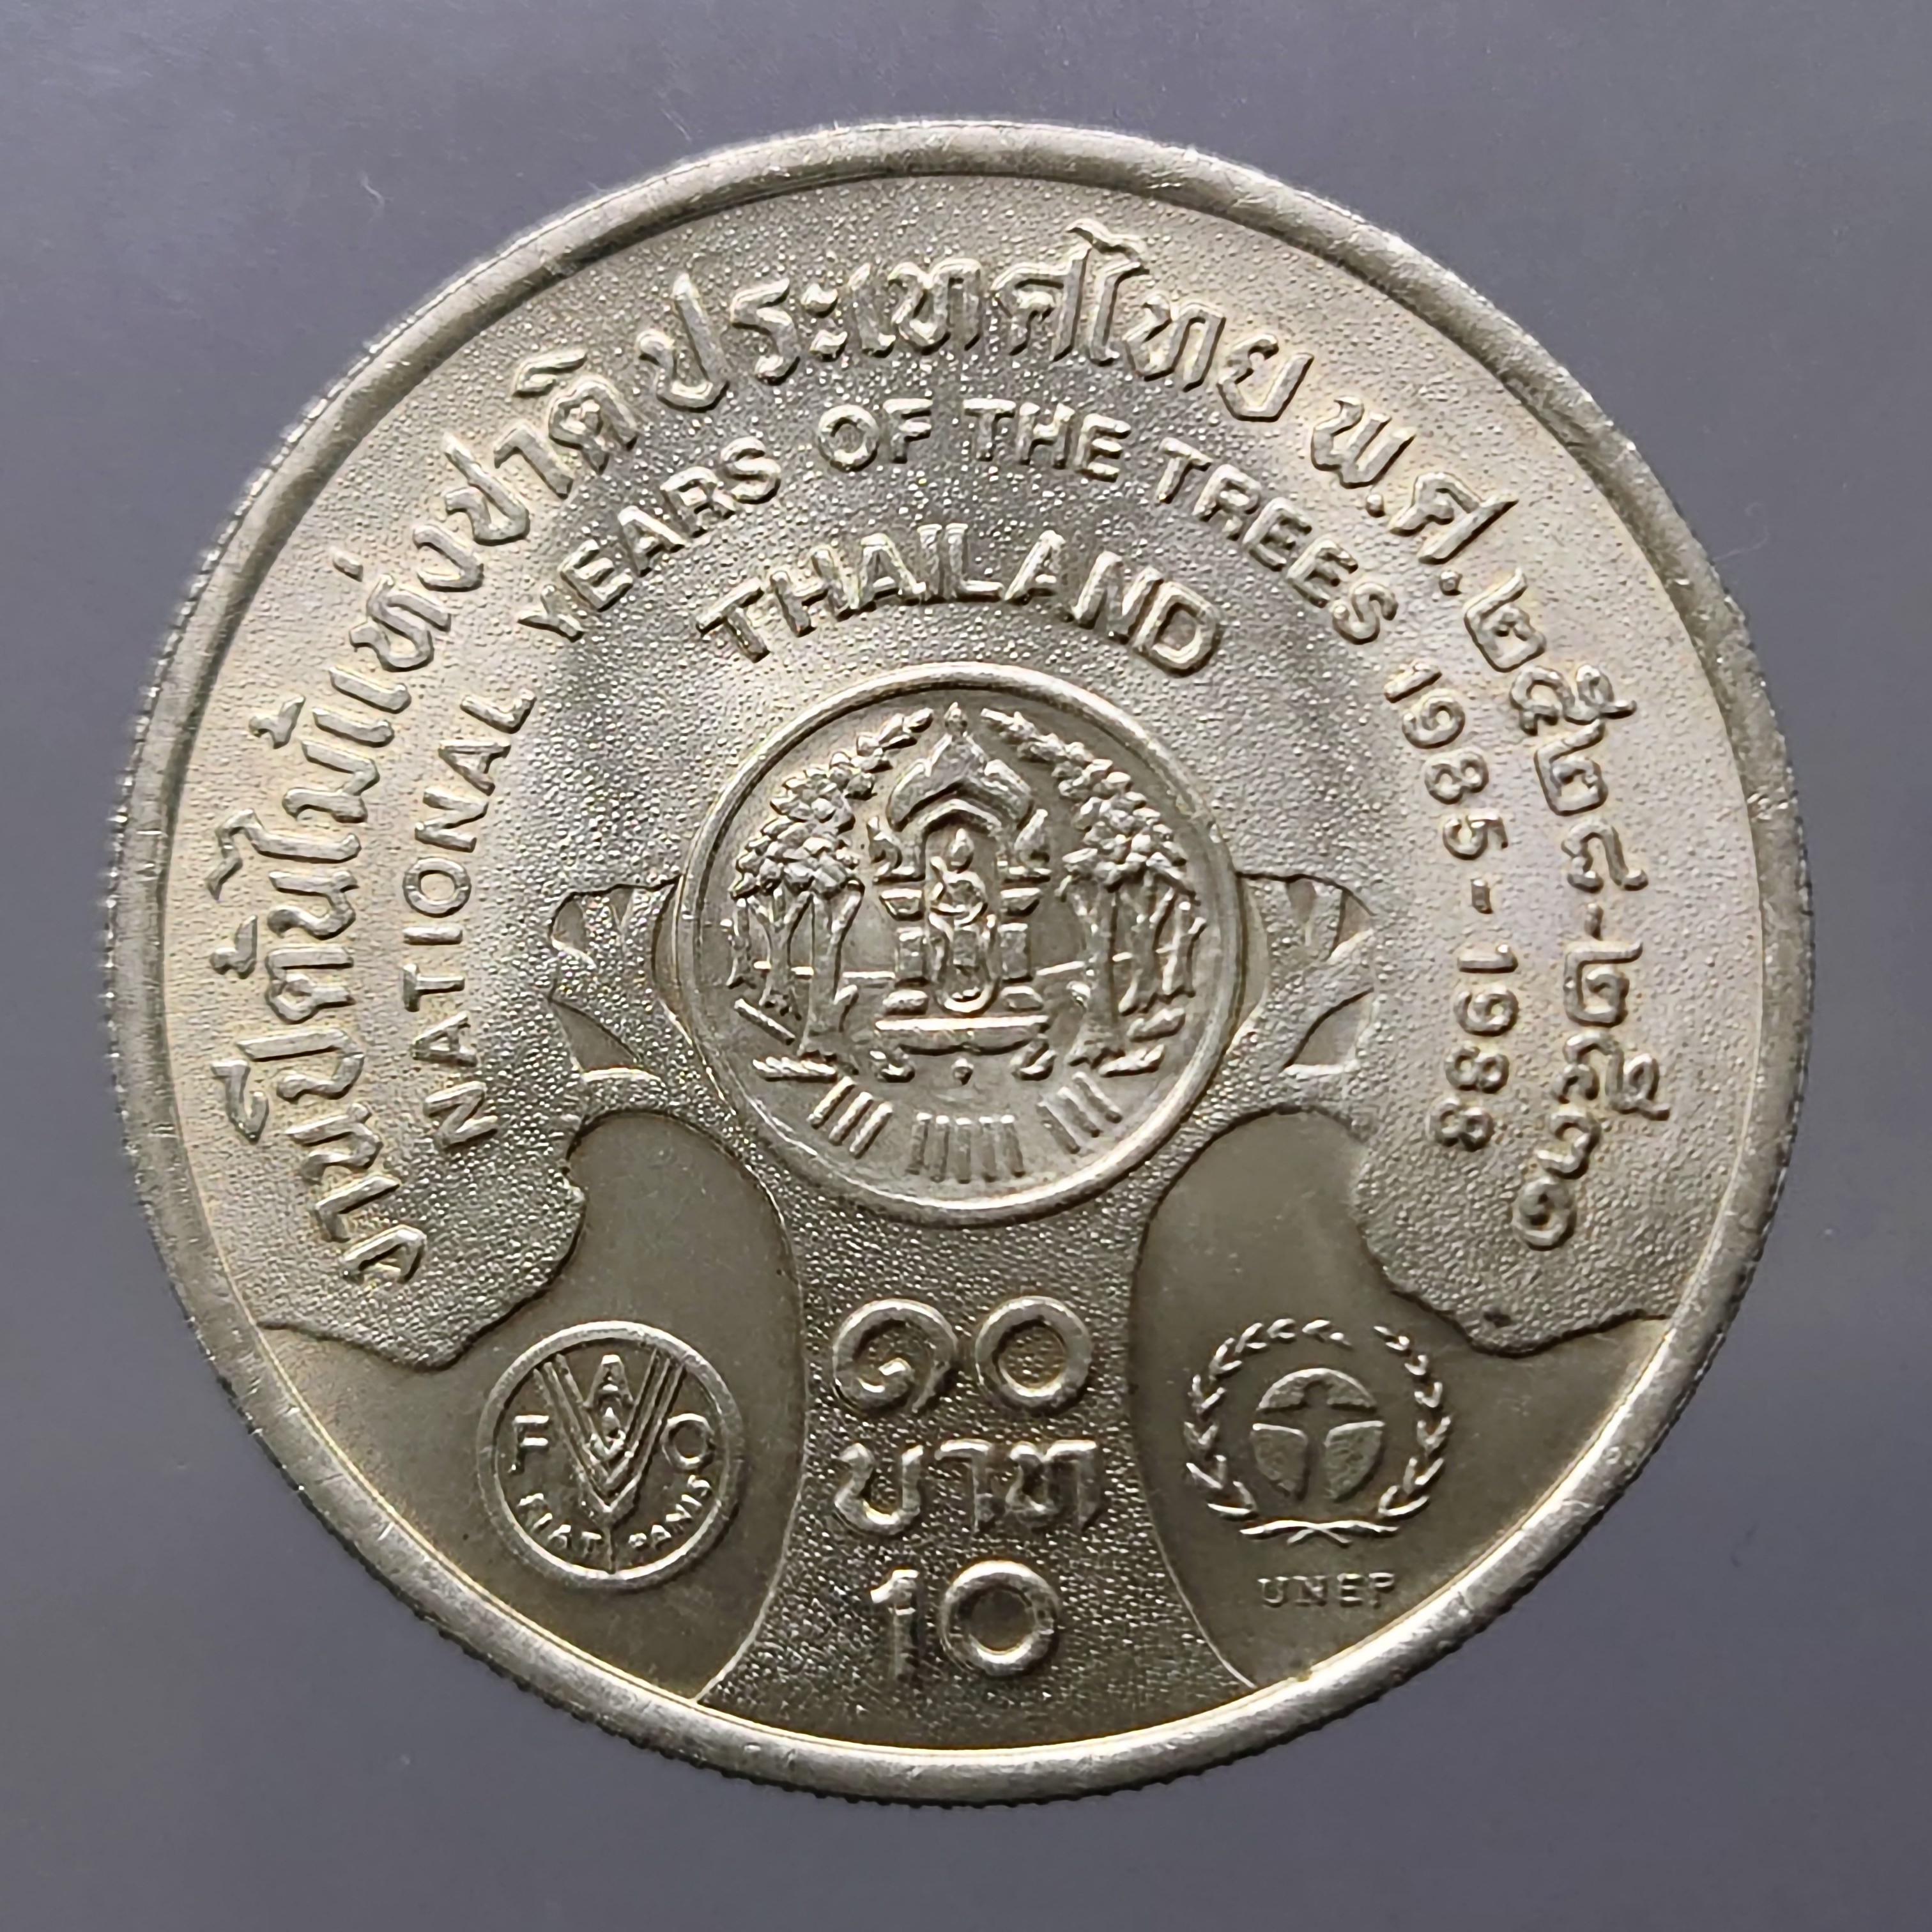 งานปีต้นไม้แห่งชาติ ประเทศไทย พ.ศ. ๒๕๒๘-๒๕๓๑
NATIONAL YEARS OF THE TREES 1985-1988
THAILAND
๑๐
บาท
10
F A O
FIAT PANIS
UNEP